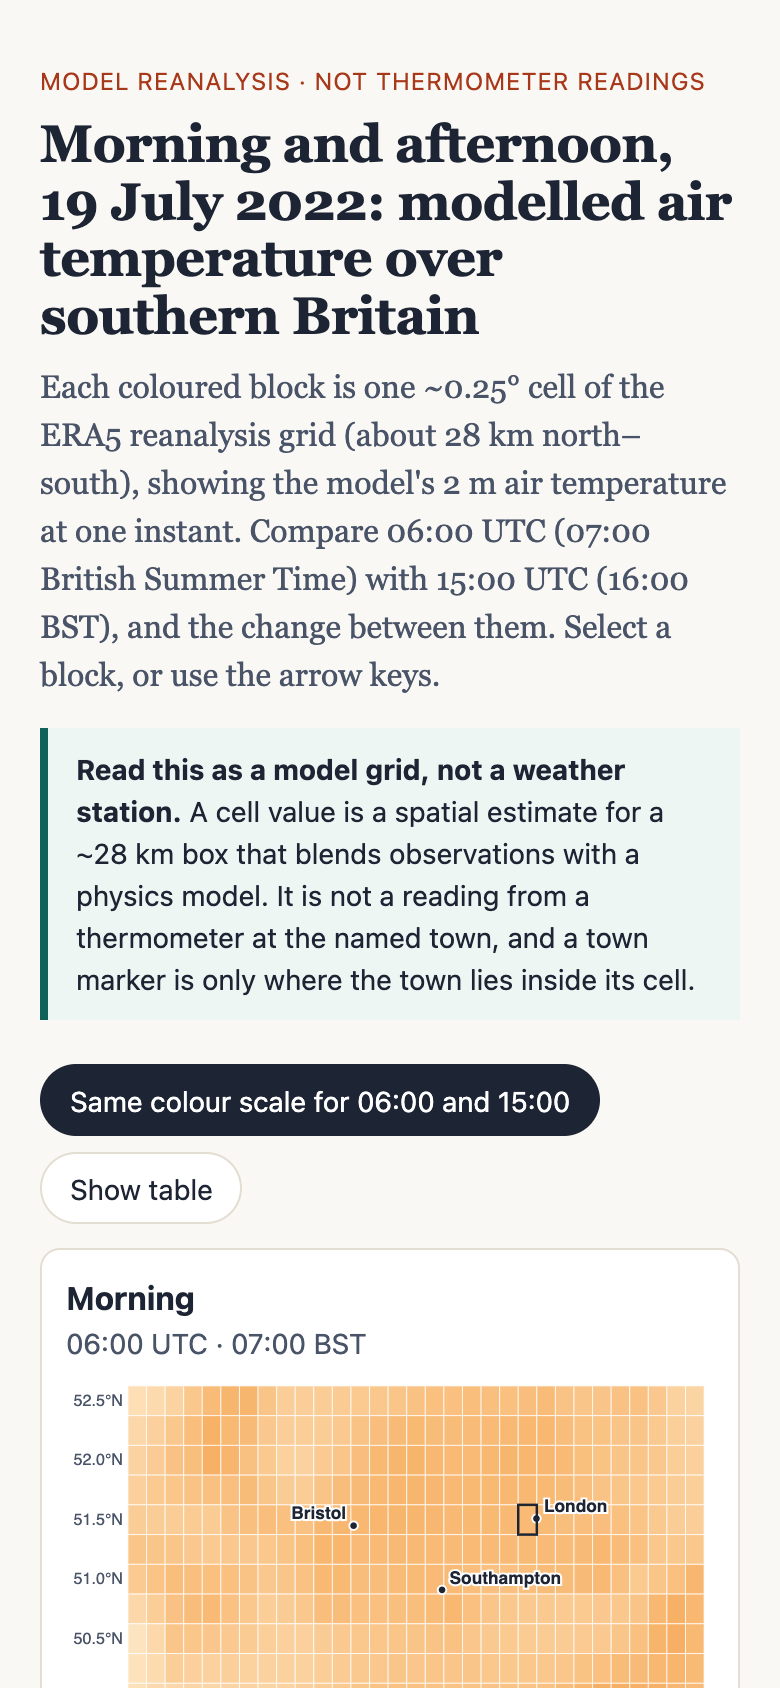 MODEL REANALYSIS · NOT THERMOMETER READINGS
Morning and afternoon,
19 July 2022: modelled air
temperature over
southern Britain
Each coloured block is one ~0.25° cell of the
ERA5 reanalysis grid (about 28 km north–
south), showing the model's 2 m air temperature
at one instant. Compare 06:00 UTC (07:00
British Summer Time) with 15:00 UTC (16:00
BST), and the change between them. Select a
block, or use the arrow keys.
Read this as a model grid, not a weather
station. A cell value is a spatial estimate for a
~28 km box that blends observations with a
physics model. It is not a reading from a
thermometer at the named town, and a town
marker is only where the town lies inside its cell.
Same colour scale for 06:00 and 15:00
Show table
Morning
06:00 UTC · 07:00 BST
52.5°N
52.0°N
51.5°N
Bristol
London
51.0°N
Southampton
50.5°N